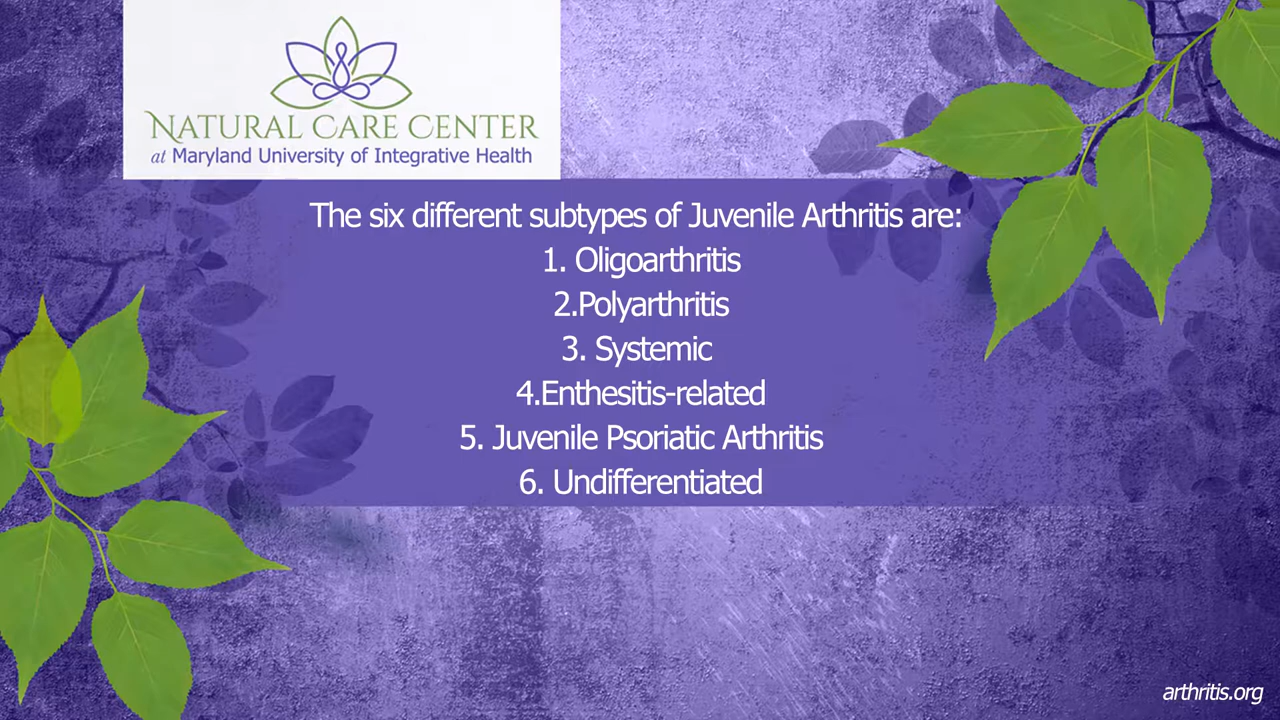 NATURAL CARE CENTER
at Maryland University of Integrative Health
The six different subtypes of Juvenile Arthritis are:
1. Oligoarthritis
2.Polyarthritis
3. Systemic
4.Enthesitis-related
5. Juvenile Psoriatic Arthritis
6. Undifferentiated
arthritis.org